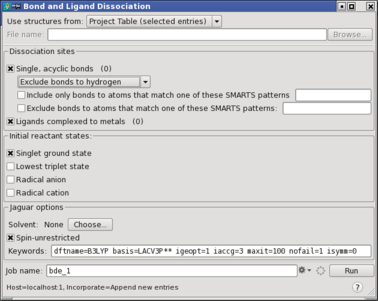 Bond and Ligand Dissociation
Use structures from: Project Table (selected entries)
File name: Browse...
Dissociation sites
Single, acyclic bonds (0)
Exclude bonds to hydrogen
Include only bonds to atoms that match one of these SMARTS patterns
Exclude bonds to atoms that match one of these SMARTS patterns:
Ligands complexed to metals (0)
Initial reactant states:
Singlet ground state
Lowest triplet state
Radical anion
Radical cation
Jaguar options
Solvent: None Choose...
Spin-unrestricted
Keywords: dftname=B3LYP basis=LACV3P** igeopt=1 iaccg=3 maxit=100 nofail=1 isymm=0
Job name: bde_1 Run
Host=localhost:1, Incorporate=Append new entries ?